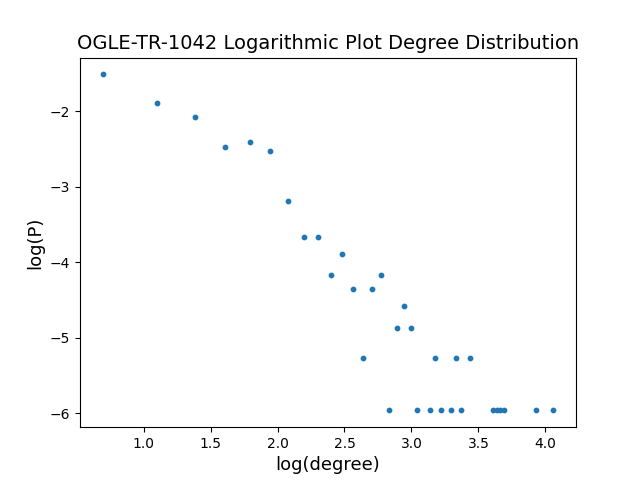 OGLE-TR-1042 Logarithmic Plot Degree Distribution
−2
−3
−4
−5
−6
log(P)
1.0 1.5 2.0 2.5 3.0 3.5 4.0
log(degree)